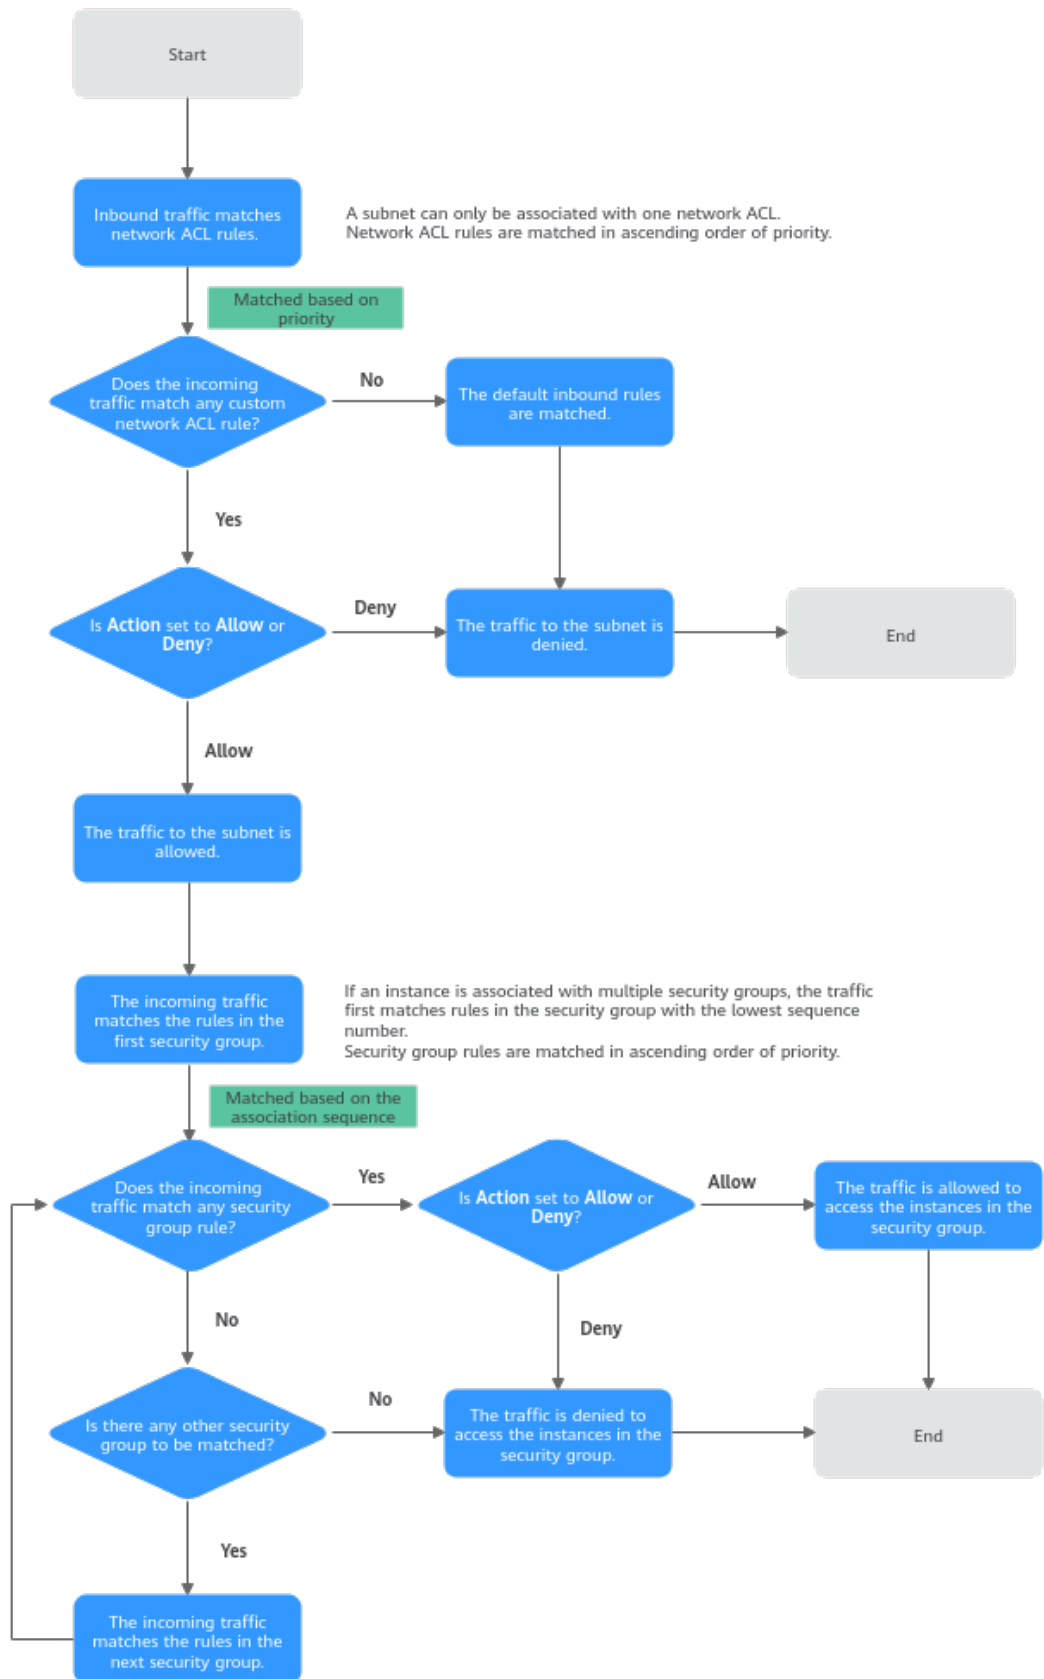 Start
Inbound traffic matches
network ACL rules.
A subnet can only be associated with one network ACL.
Network ACL rules are matched in ascending order of priority.
Matched based on
priority
Does the incoming
traffic match any custom
network ACL rule?
No
The default inbound rules
are matched.
Yes
Is Action set to Allow or
Deny?
Deny
The traffic to the subnet is
denied.
End
Allow
The traffic to the subnet is
allowed.
The incoming traffic
matches the rules in the
first security group.
If an instance is associated with multiple security groups, the traffic
first matches rules in the security group with the lowest sequence
number.
Security group rules are matched in ascending order of priority.
Matched based on the
association sequence
Does the incoming
traffic match any security
group rule?
Yes
Is Action set to Allow or
Deny?
Allow
The traffic is allowed to
access the instances in the
security group.
No
Deny
Is there any other security
group to be matched?
No
The traffic is denied to
access the instances in the
security group.
End
Yes
The incoming traffic
matches the rules in the
next security group.